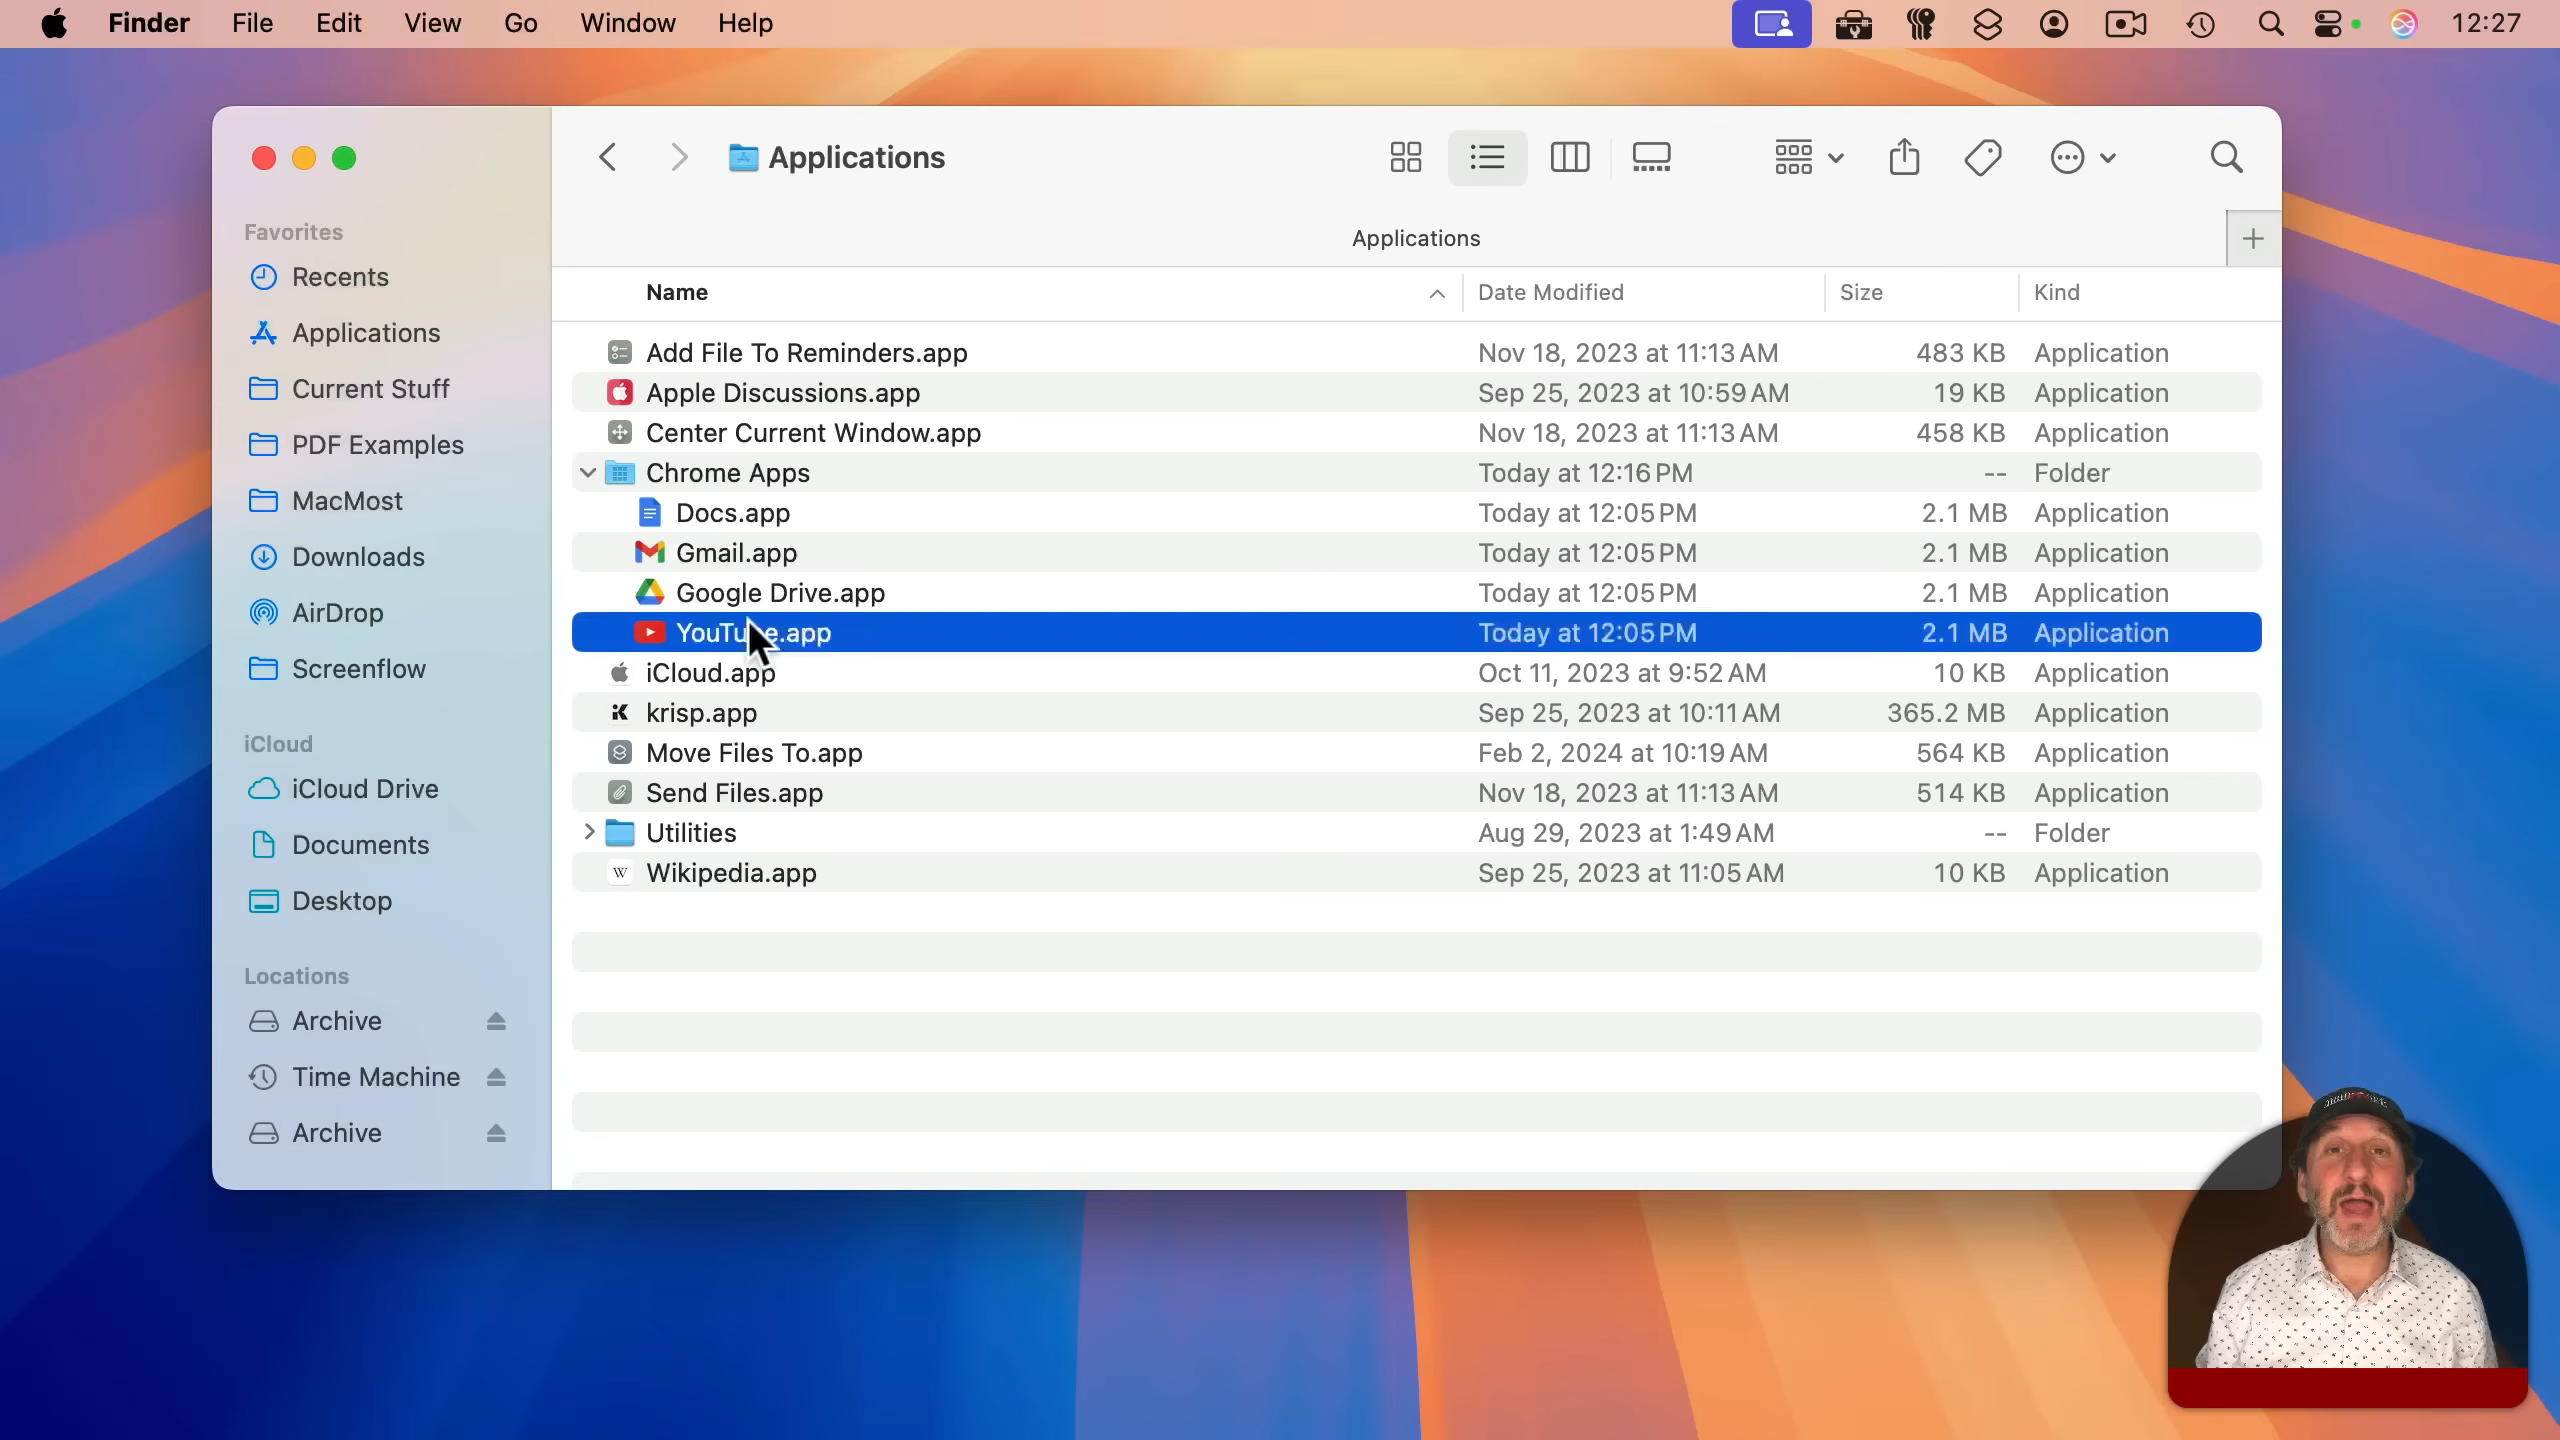 Finder File Edit View Go Window Help 12:27
Applications
Favorites
Recents
Applications
Current Stuff
PDF Examples
MacMost
Downloads
AirDrop
Screenflow
iCloud
iCloud Drive
Documents
Desktop
Locations
Archive
Time Machine
Archive
Applications
Name Date Modified Size Kind
Add File To Reminders.app Nov 18, 2023 at 11:13 AM 483 KB Application
Apple Discussions.app Sep 25, 2023 at 10:59 AM 19 KB Application
Center Current Window.app Nov 18, 2023 at 11:13 AM 458 KB Application
Chrome Apps Today at 12:16 PM -- Folder
Docs.app Today at 12:05 PM 2.1 MB Application
Gmail.app Today at 12:05 PM 2.1 MB Application
Google Drive.app Today at 12:05 PM 2.1 MB Application
YouTube.app Today at 12:05 PM 2.1 MB Application
iCloud.app Oct 11, 2023 at 9:52 AM 10 KB Application
krisp.app Sep 25, 2023 at 10:11 AM 365.2 MB Application
Move Files To.app Feb 2, 2024 at 10:19 AM 564 KB Application
Send Files.app Nov 18, 2023 at 11:13 AM 514 KB Application
Utilities Aug 29, 2023 at 1:49 AM -- Folder
W Wikipedia.app Sep 25, 2023 at 11:05 AM 10 KB Application